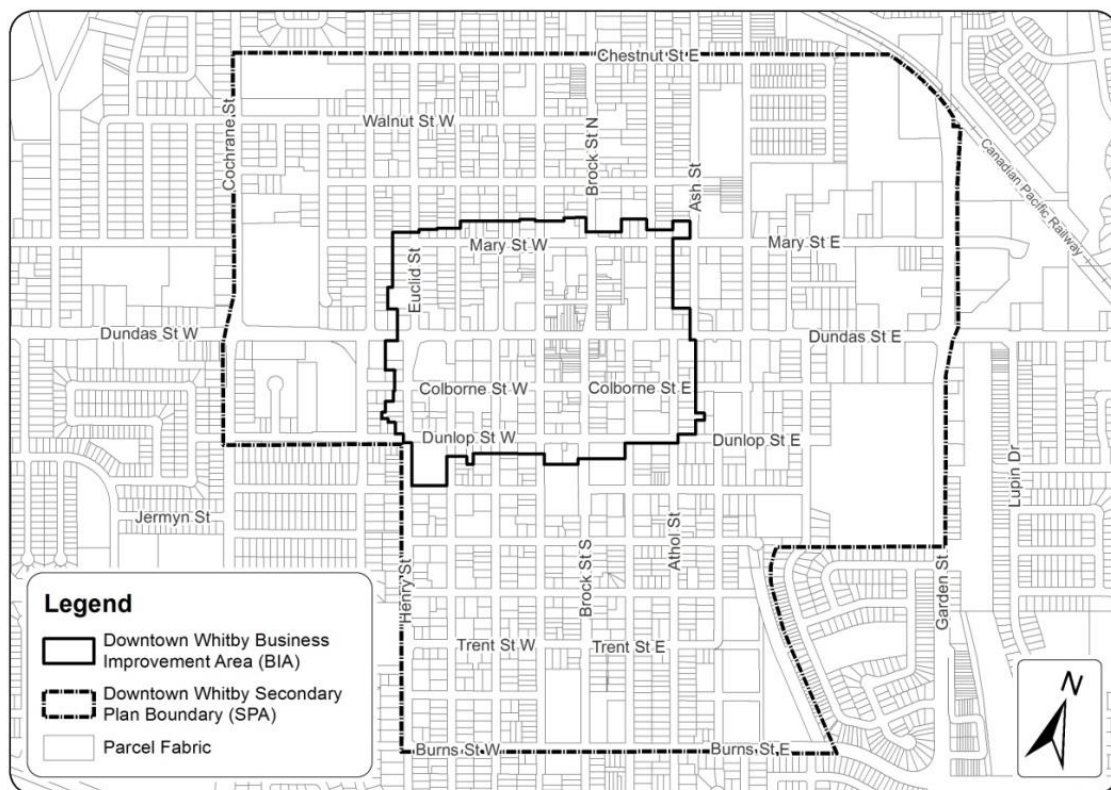 Chestnut St E
Walnut St W
Cochrane St
Brock St N
Ash St
Canadian Pacific Railway
Mary St W
Mary St E
Euclid St
Dundas St W
Dundas St E
Colborne St W
Colborne St E
Dunlop St W
Dunlop St E
Lupin Dr
Jermyn St
Athol St
Brock St S
Henry St
Garden St
Trent St W
Trent St E
Burns St W
Burns St E
Legend
Downtown Whitby Business
Improvement Area (BIA)
Downtown Whitby Secondary
Plan Boundary (SPA)
Parcel Fabric
N